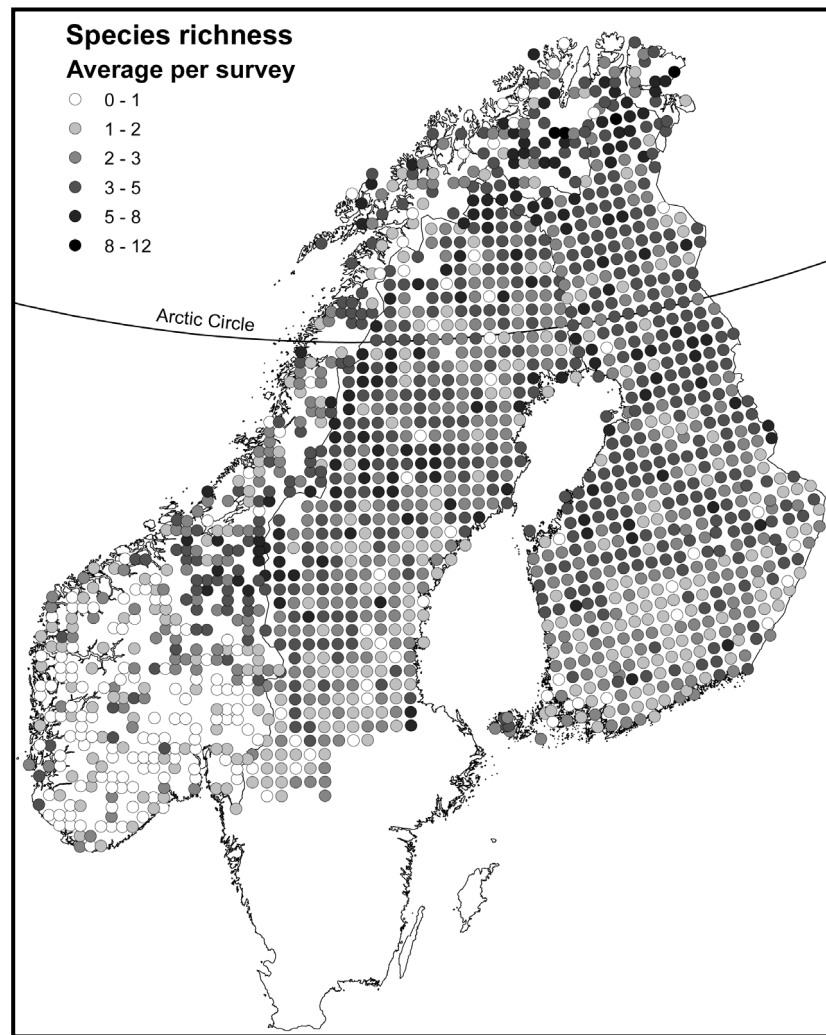 Species richness
Average per survey
0 - 1
1 - 2
2 - 3
3 - 5
5 - 8
8 - 12
Arctic Circle